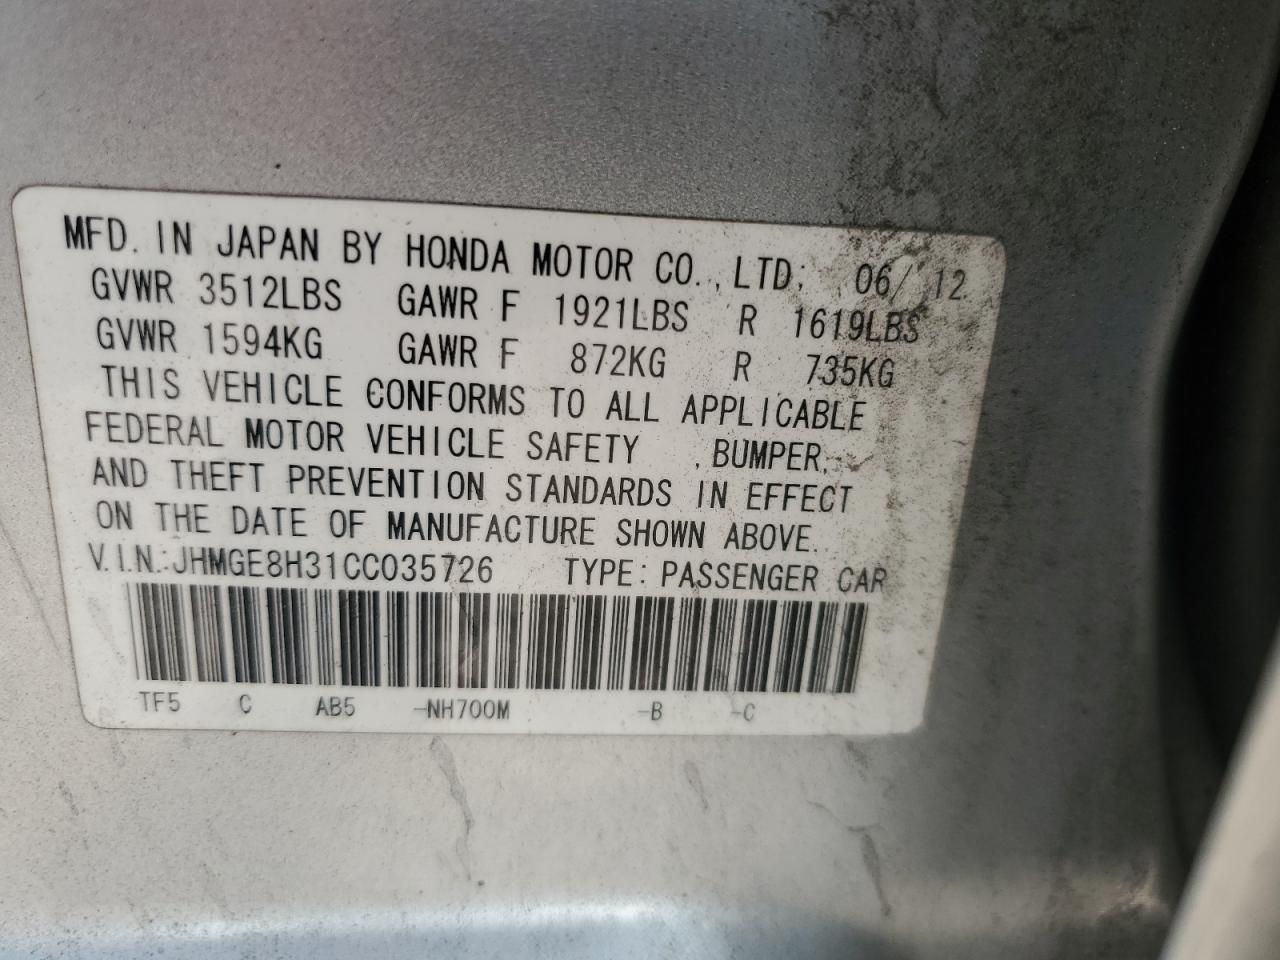 MFD. IN JAPAN BY HONDA MOTOR CO., LTD; 06/12
GVWR 3512LBS GAWR F 1921LBS R 1619LBS
GVWR 1594KG GAWR F 872KG R 735KG
THIS VEHICLE CONFORMS TO ALL APPLICABLE
FEDERAL MOTOR VEHICLE SAFETY , BUMPER,
AND THEFT PREVENTION STANDARDS IN EFFECT
ON THE DATE OF MANUFACTURE SHOWN ABOVE.
V.I.N.:JHMGE8H31CC035726 TYPE: PASSENGER CAR
TF5 C AB5 -NH700M -B -C